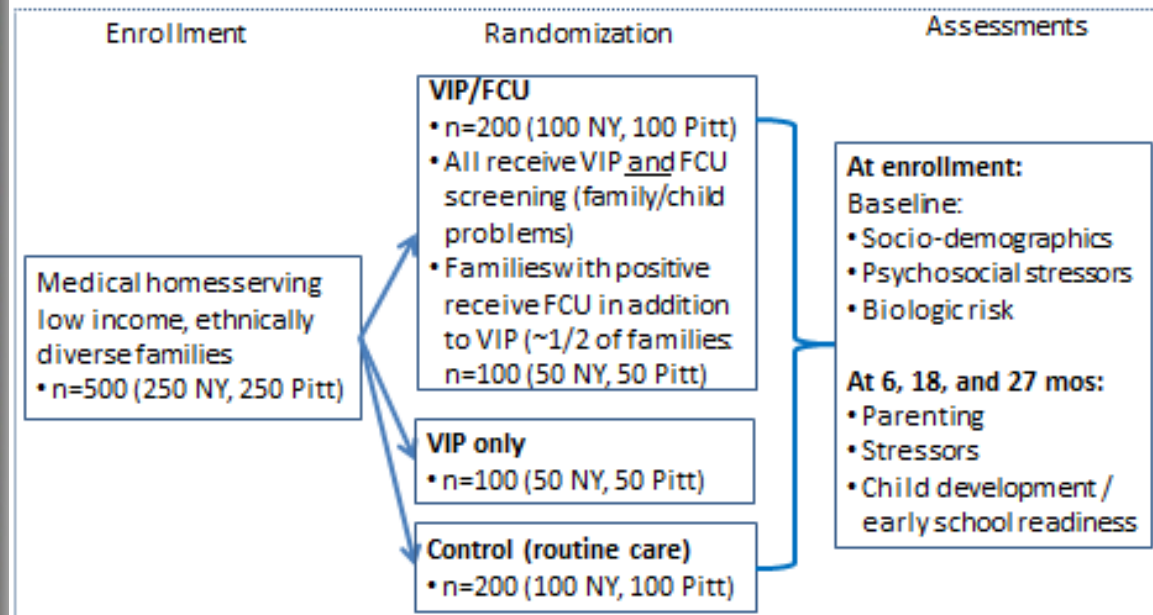 Enrollment
Randomization
Assessments
Medical homes serving
low income, ethnically
diverse families
• n=500 (250 NY, 250 Pitt)
VIP/FCU
• n=200 (100 NY, 100 Pitt)
• All receive VIP and FCU
screening (family/child
problems)
• Families with positive
receive FCU in addition
to VIP (~1/2 of families:
n=100 (50 NY, 50 Pitt)
VIP only
• n=100 (50 NY, 50 Pitt)
Control (routine care)
• n=200 (100 NY, 100 Pitt)
At enrollment:
Baseline:
• Socio-demographics
• Psychosocial stressors
• Biologic risk
At 6, 18, and 27 mos:
• Parenting
• Stressors
• Child development /
early school readiness